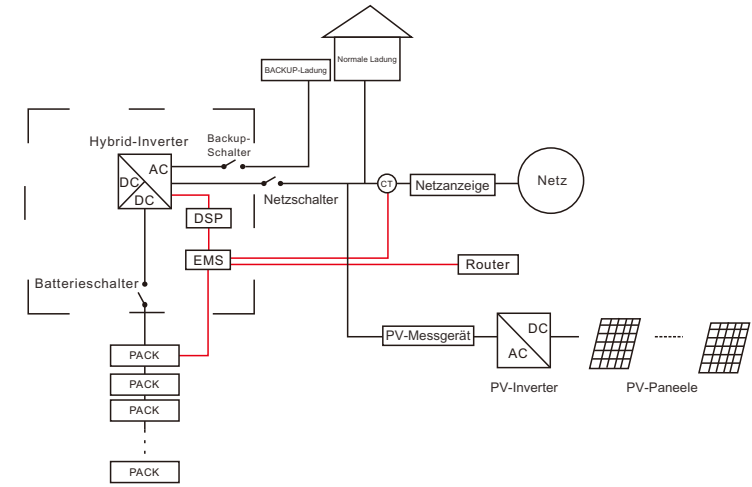 Normale Ladung
BACKUP-Ladung
Hybrid-Inverter
Backup-
Schalter
AC
DC
DC
Netzschalter
CT
Netzanzeige
Netz
DSP
EMS
Router
Batterieschalter
PV-Messgerät
DC
AC
PV-Inverter
PV-Paneele
PACK
PACK
PACK
PACK